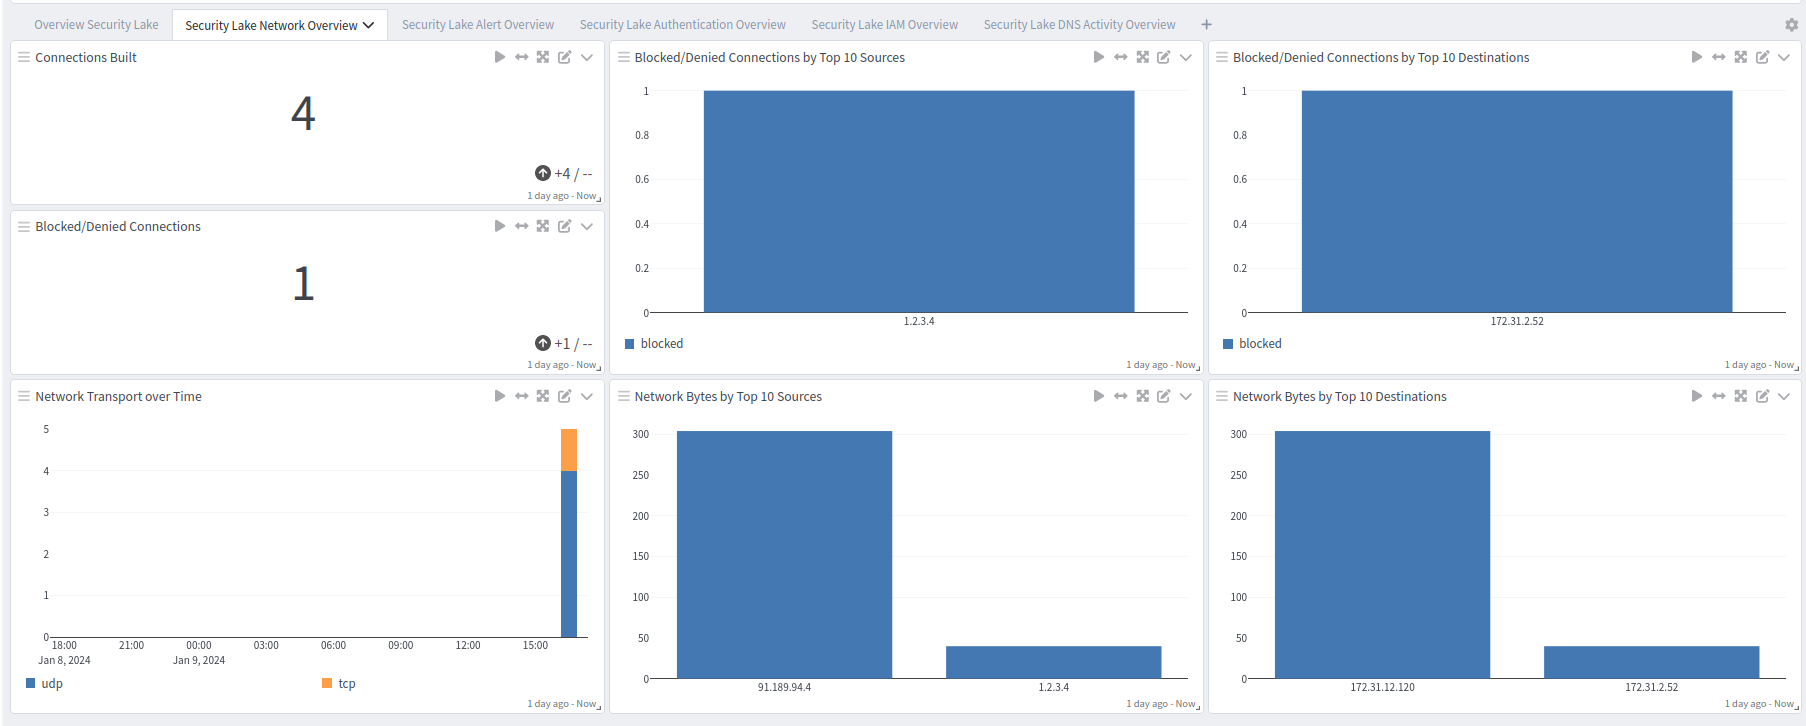 Overview Security Lake
Security Lake Network Overview
Security Lake Alert Overview
Security Lake Authentication Overview
Security Lake IAM Overview
Security Lake DNS Activity Overview
Connections Built
4
+4 / --
1 day ago - Now
Blocked/Denied Connections
1
+1 / --
1 day ago - Now
Blocked/Denied Connections by Top 10 Sources
1
0.8
0.6
0.4
0.2
0
1.2.3.4
blocked
1 day ago - Now
Blocked/Denied Connections by Top 10 Destinations
1
0.8
0.6
0.4
0.2
0
172.31.2.52
blocked
1 day ago - Now
Network Transport over Time
5
4
3
2
1
0
18:00 21:00 00:00 03:00 06:00 09:00 12:00 15:00
Jan 8, 2024 Jan 9, 2024
udp tcp
1 day ago - Now
Network Bytes by Top 10 Sources
300
250
200
150
100
50
0
91.189.94.4 1.2.3.4
1 day ago - Now
Network Bytes by Top 10 Destinations
300
250
200
150
100
50
0
172.31.12.120 172.31.2.52
1 day ago - Now